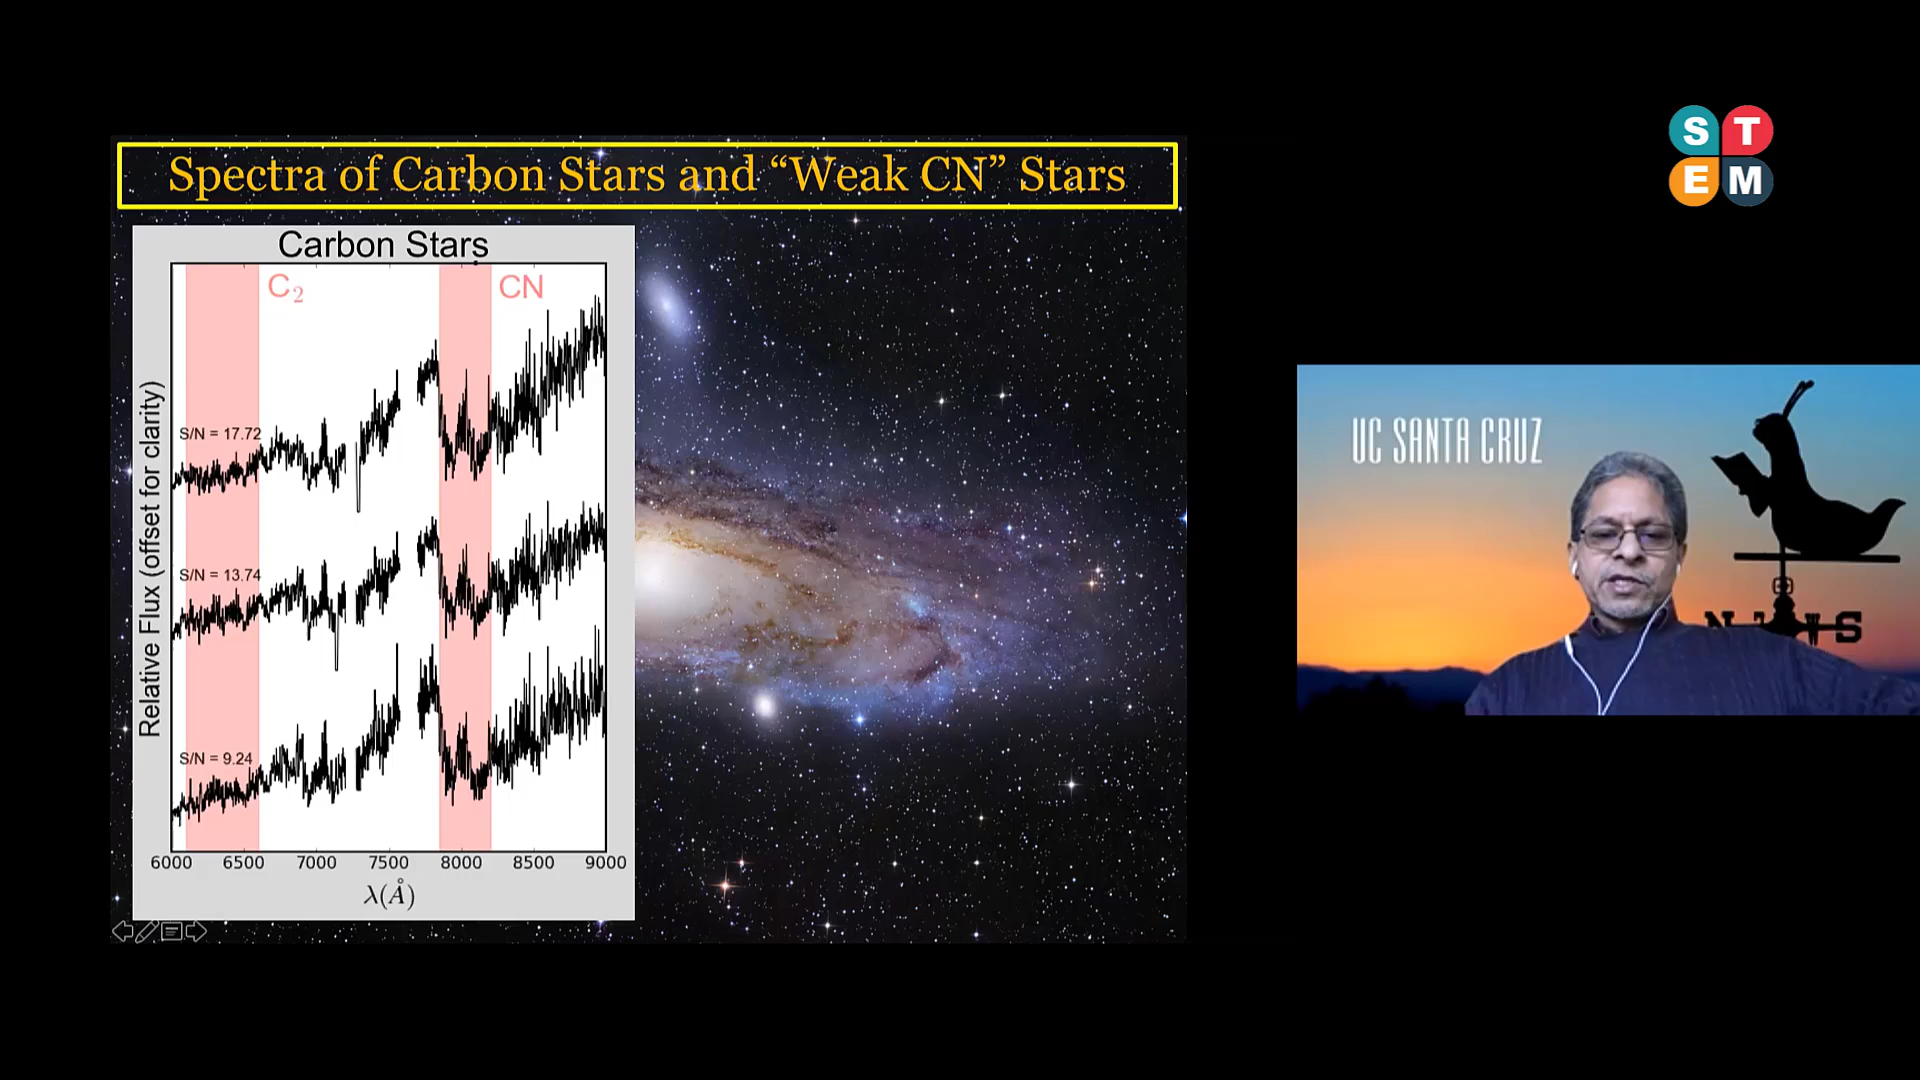 Spectra of Carbon Stars and “Weak CN” Stars
S T
E M
Carbon Stars
C2
CN
Relative Flux (offset for clarity)
S/N = 17.72
S/N = 13.74
S/N = 9.24
6000 6500 7000 7500 8000 8500 9000
λ(Å)
UC SANTA CRUZ
N W S